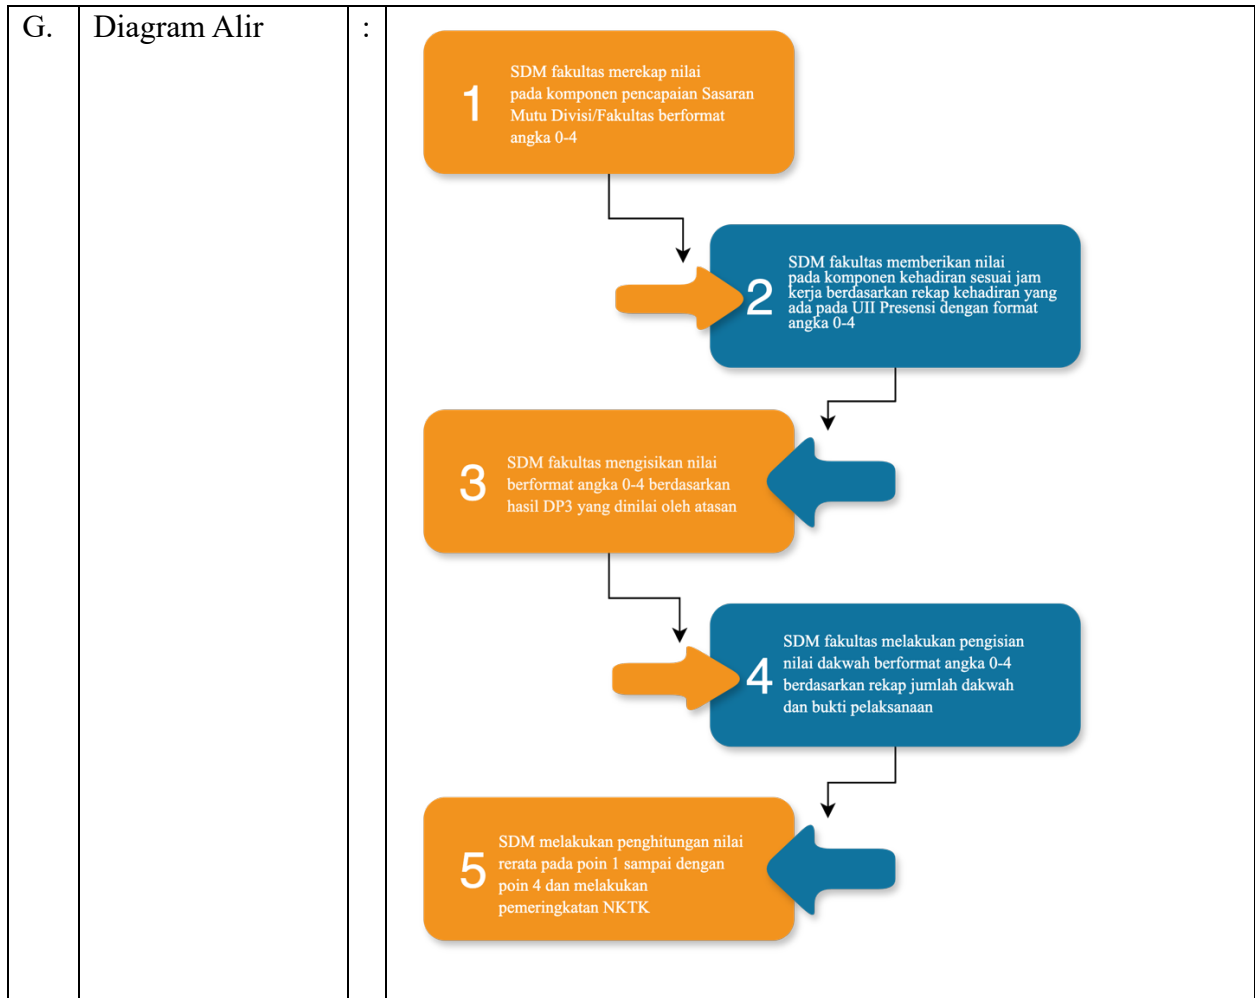 G. Diagram Alir :
1
SDM fakultas merekap nilai
pada komponen pencapaian Sasaran
Mutu Divisi/Fakultas berformat
angka 0-4
2
SDM fakultas memberikan nilai
pada komponen kehadiran sesuai jam
kerja berdasarkan rekap kehadiran yang
ada pada UII Presensi dengan format
angka 0-4
3
SDM fakultas mengisikan nilai
berformat angka 0-4 berdasarkan
hasil DP3 yang dinilai oleh atasan
4
SDM fakultas melakukan pengisian
nilai dakwah berformat angka 0-4
berdasarkan rekap jumlah dakwah
dan bukti pelaksanaan
5
SDM melakukan penghitungan nilai
rerata pada poin 1 sampai dengan
poin 4 dan melakukan
pemeringkatan NKTK